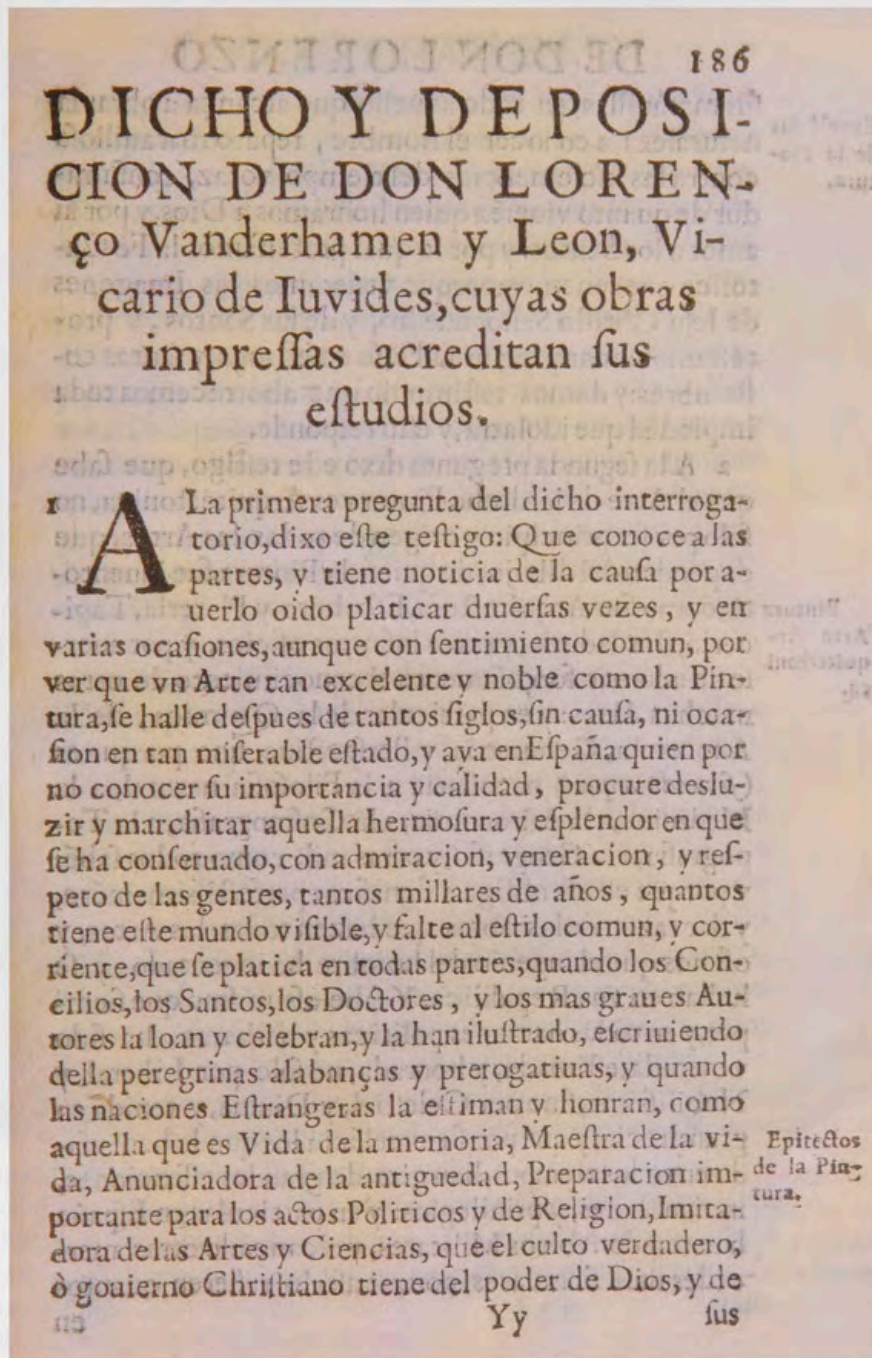 186
DICHO Y DEPOSI-
CION DE DON LOREN-
ço Vanderhamen y Leon, Vi-
cario de Iuvides, cuyas obras
impreſſas acreditan ſus
eſtudios.
1 A La primera pregunta del dicho interroga-
torio, dixo eſte teſtigo: Que conoce a las
partes, y tiene noticia de la cauſa por a-
uerlo oido platicar diuerſas vezes, y en
varias ocaſiones, aunque con ſentimiento comun, por
ver que vn Arte tan excelente y noble como la Pin-
tura, ſe halle deſpues de tantos ſiglos, ſin cauſa, ni oca-
ſion en tan miſerable eſtado, y aya en Eſpaña quien por
no conocer ſu importancia y calidad, procure deslu-
zir y marchitar aquella hermoſura y eſplendor en que
ſe ha conſeruado, con admiracion, veneracion, y reſ-
peto de las gentes, tantos millares de años, quantos
tiene eſte mundo viſible, y falte al eſtilo comun, y cor-
riente, que ſe platica en todas partes, quando los Con-
cilios, los Santos, los Doctores, y los mas graues Au-
tores la loan y celebran, y la han iluſtrado, eſcriuiendo
della peregrinas alabanças y prerogatiuas, y quando
las naciones Eſtrangeras la eſtiman y honran, como
aquella que es Vida de la memoria, Maeſtra de la vi-
da, Anunciadora de la antiguedad, Preparacion im-
portante para los actos Politicos y de Religion, Imita-
dora de las Artes y Ciencias, que el culto verdadero,
ò gouierno Chriſtiano tiene del poder de Dios, y de
Epitectos
de la Pin-
tura.
Yy ſus